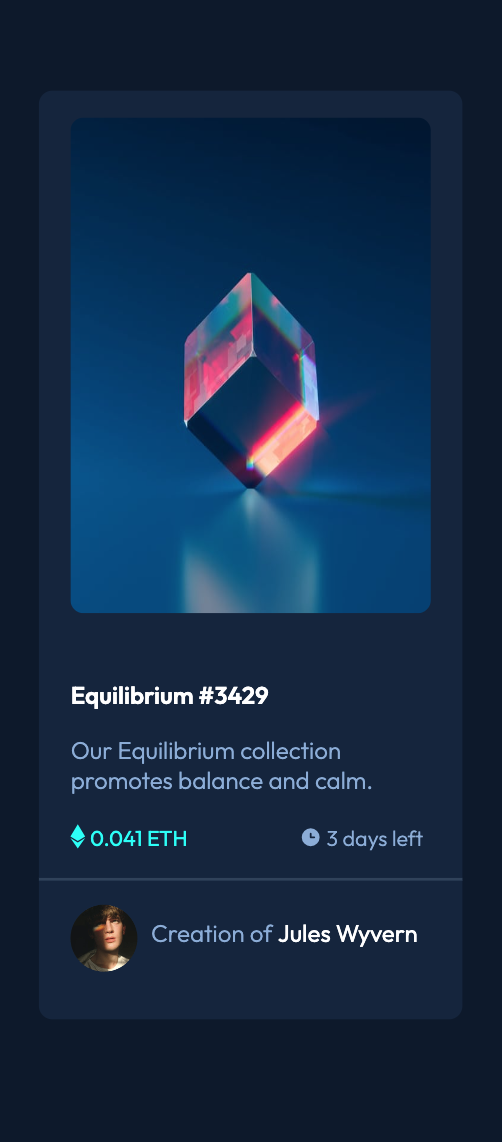 Equilibrium #3429
Our Equilibrium collection
promotes balance and calm.
0.041 ETH
3 days left
Creation of Jules Wyvern